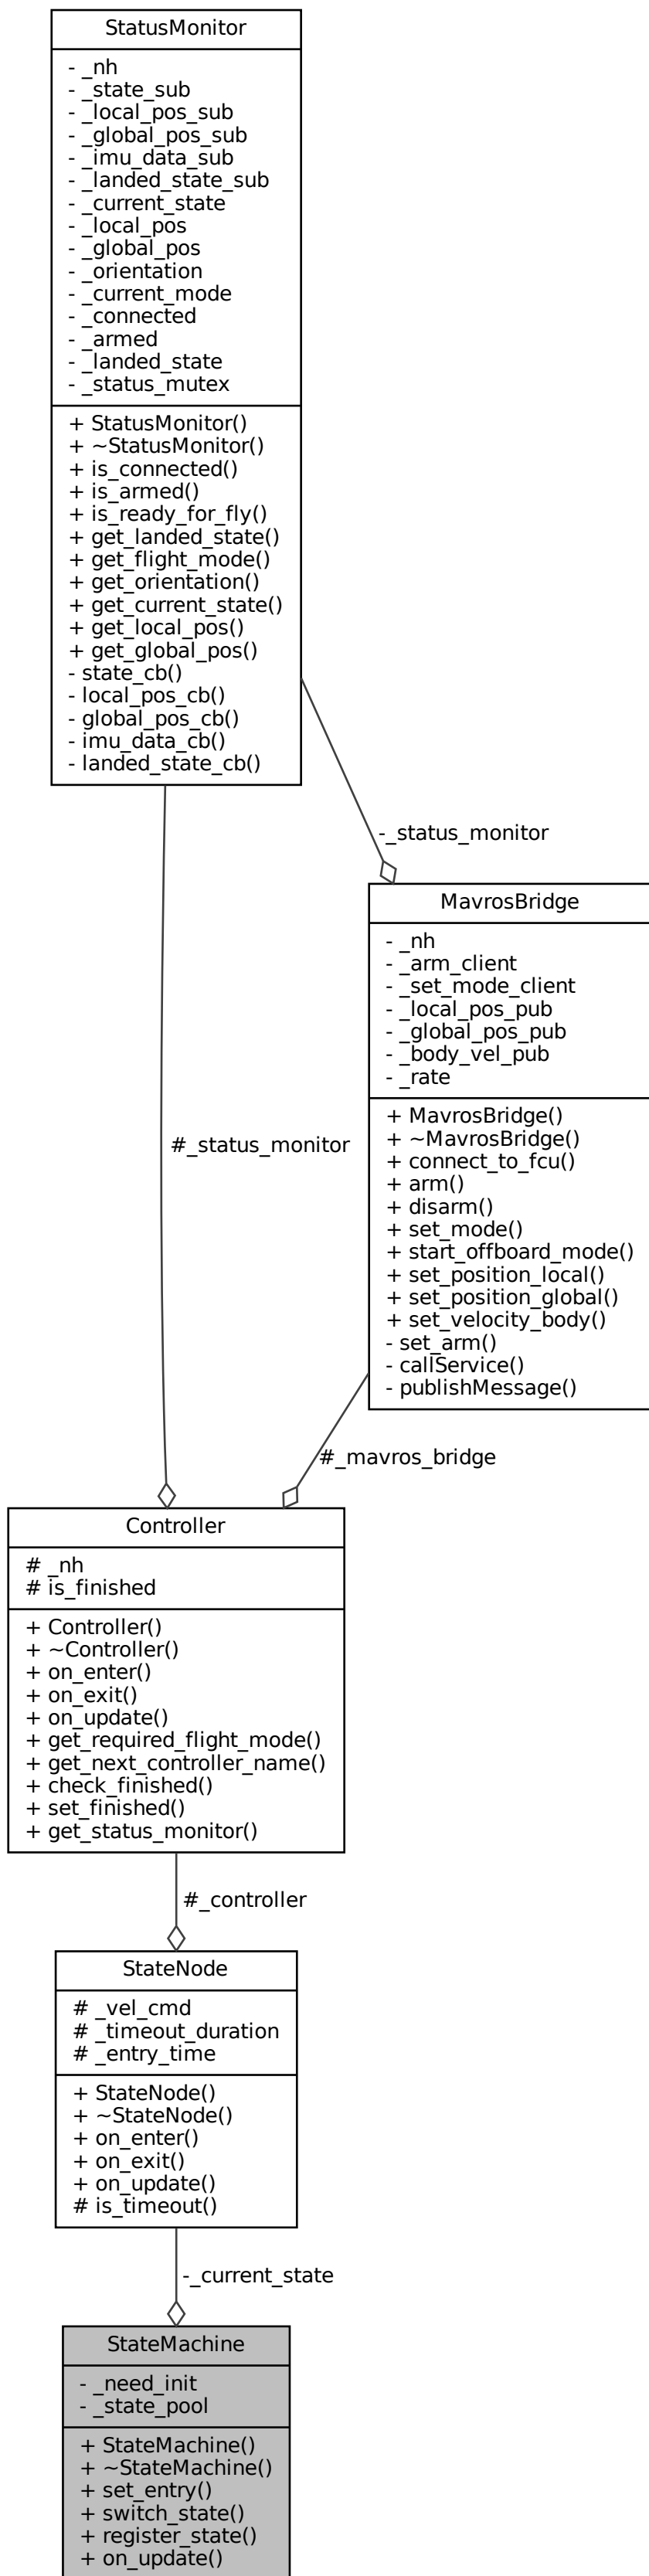 StatusMonitor
- _nh
- _state_sub
- _local_pos_sub
- _global_pos_sub
- _imu_data_sub
- _landed_state_sub
- _current_state
- _local_pos
- _global_pos
- _orientation
- _current_mode
- _connected
- _armed
- _landed_state
- _status_mutex
+ StatusMonitor()
+ ~StatusMonitor()
+ is_connected()
+ is_armed()
+ is_ready_for_fly()
+ get_landed_state()
+ get_flight_mode()
+ get_orientation()
+ get_current_state()
+ get_local_pos()
+ get_global_pos()
- state_cb()
- local_pos_cb()
- global_pos_cb()
- imu_data_cb()
- landed_state_cb()
-_status_monitor
MavrosBridge
- _nh
- _arm_client
- _set_mode_client
- _local_pos_pub
- _global_pos_pub
- _body_vel_pub
- _rate
+ MavrosBridge()
+ ~MavrosBridge()
+ connect_to_fcu()
+ arm()
+ disarm()
+ set_mode()
+ start_offboard_mode()
+ set_position_local()
+ set_position_global()
+ set_velocity_body()
- set_arm()
- callService()
- publishMessage()
#_status_monitor
#_mavros_bridge
Controller
# _nh
# is_finished
+ Controller()
+ ~Controller()
+ on_enter()
+ on_exit()
+ on_update()
+ get_required_flight_mode()
+ get_next_controller_name()
+ check_finished()
+ set_finished()
+ get_status_monitor()
#_controller
StateNode
# _vel_cmd
# _timeout_duration
# _entry_time
+ StateNode()
+ ~StateNode()
+ on_enter()
+ on_exit()
+ on_update()
# is_timeout()
-_current_state
StateMachine
- _need_init
- _state_pool
+ StateMachine()
+ ~StateMachine()
+ set_entry()
+ switch_state()
+ register_state()
+ on_update()